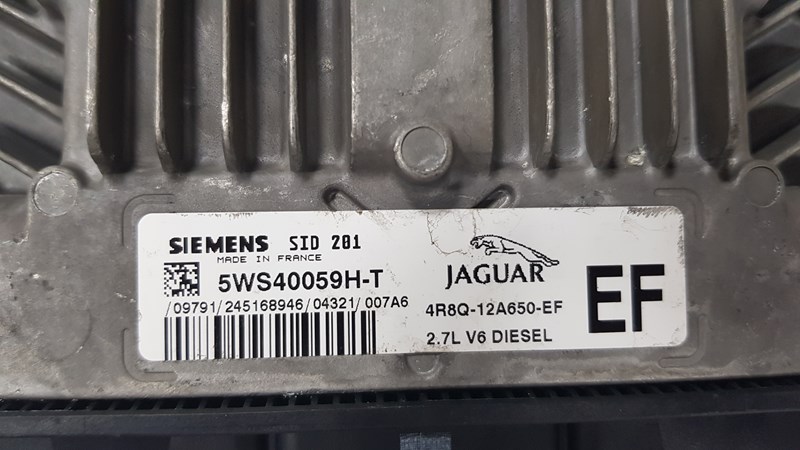 SIEMENS SID 201
MADE IN FRANCE
5WS40059H-T
/09791/245168946/04321/007A6
JAGUAR
4R8Q-12A650-EF
2.7L V6 DIESEL
EF